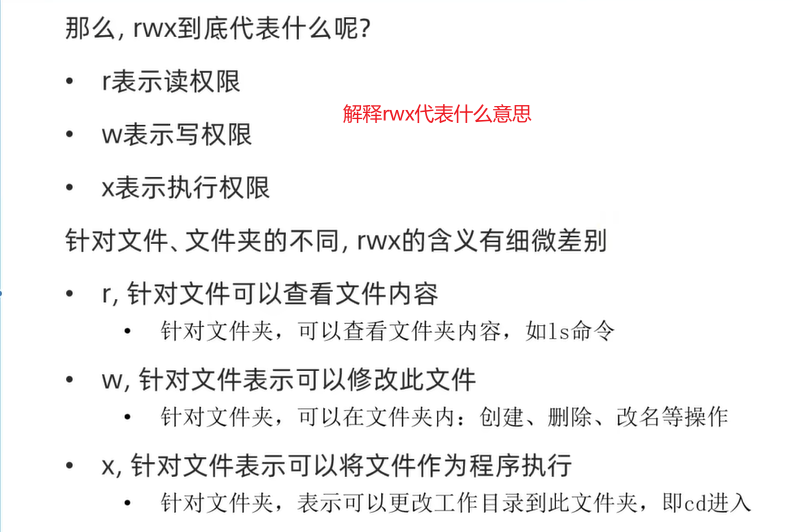 那么, rwx到底代表什么呢?
• r表示读权限
解释rwx代表什么意思
• w表示写权限
• x表示执行权限
针对文件、文件夹的不同, rwx的含义有细微差别
• r, 针对文件可以查看文件内容
• 针对文件夹，可以查看文件夹内容，如ls命令
• w, 针对文件表示可以修改此文件
• 针对文件夹，可以在文件夹内：创建、删除、改名等操作
• x, 针对文件表示可以将文件作为程序执行
• 针对文件夹，表示可以更改工作目录到此文件夹，即cd进入